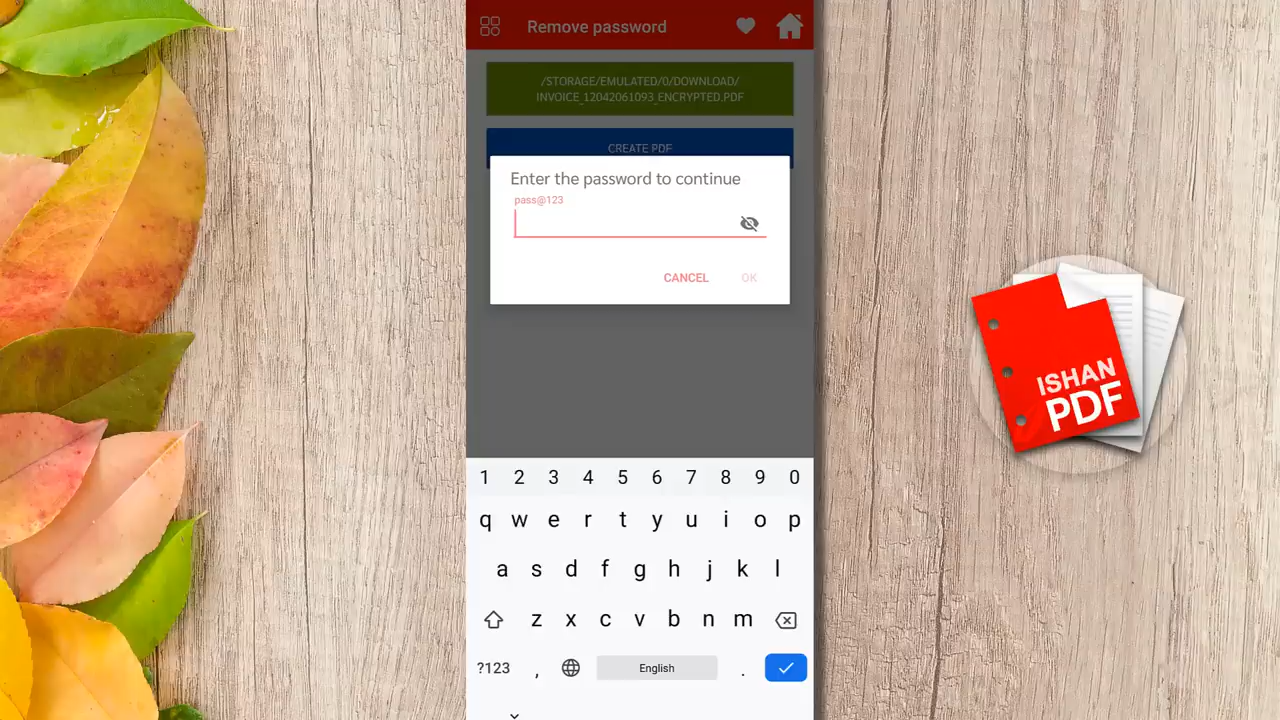 Remove password
/STORAGE/EMULATED/0/DOWNLOAD/
INVOICE_12042061093_ENCRYPTED.PDF
CREATE PDF
Enter the password to continue
pass@123
CANCEL OK
ISHAN
PDF
1 2 3 4 5 6 7 8 9 0
q w e r t y u i o p
a s d f g h j k l
z x c v b n m
?123 , English .